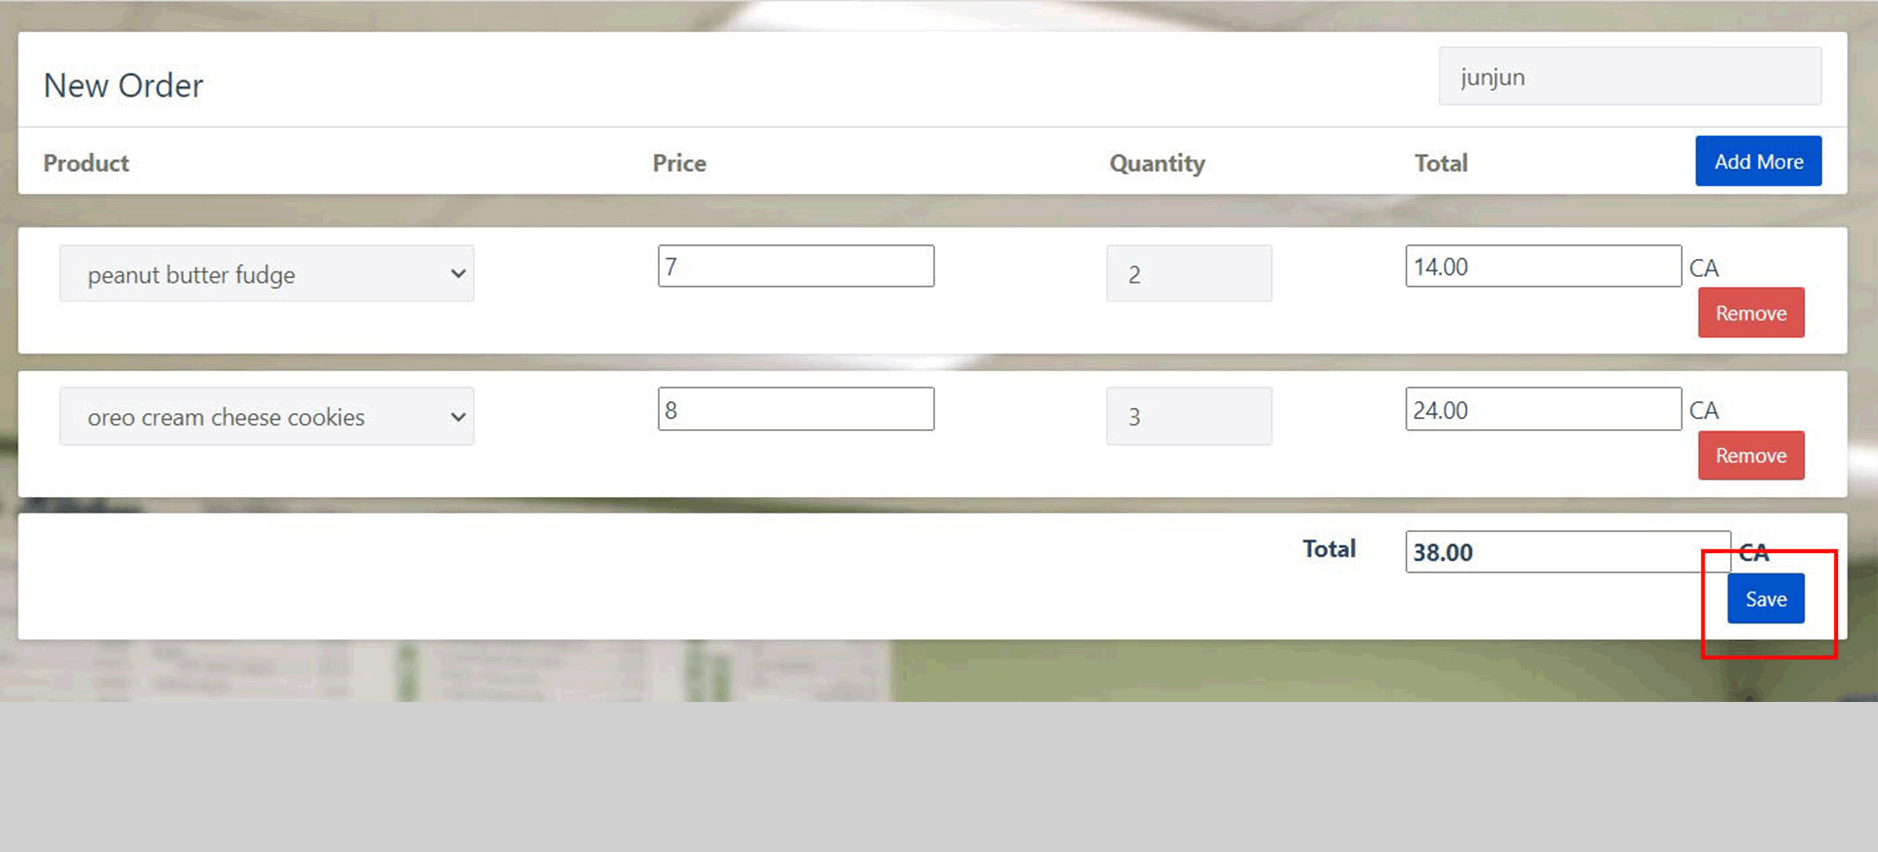 New Order
junjun
Product Price Quantity Total Add More
peanut butter fudge 7 2 14.00 CA
Remove
oreo cream cheese cookies 8 3 24.00 CA
Remove
Total 38.00 CA
Save